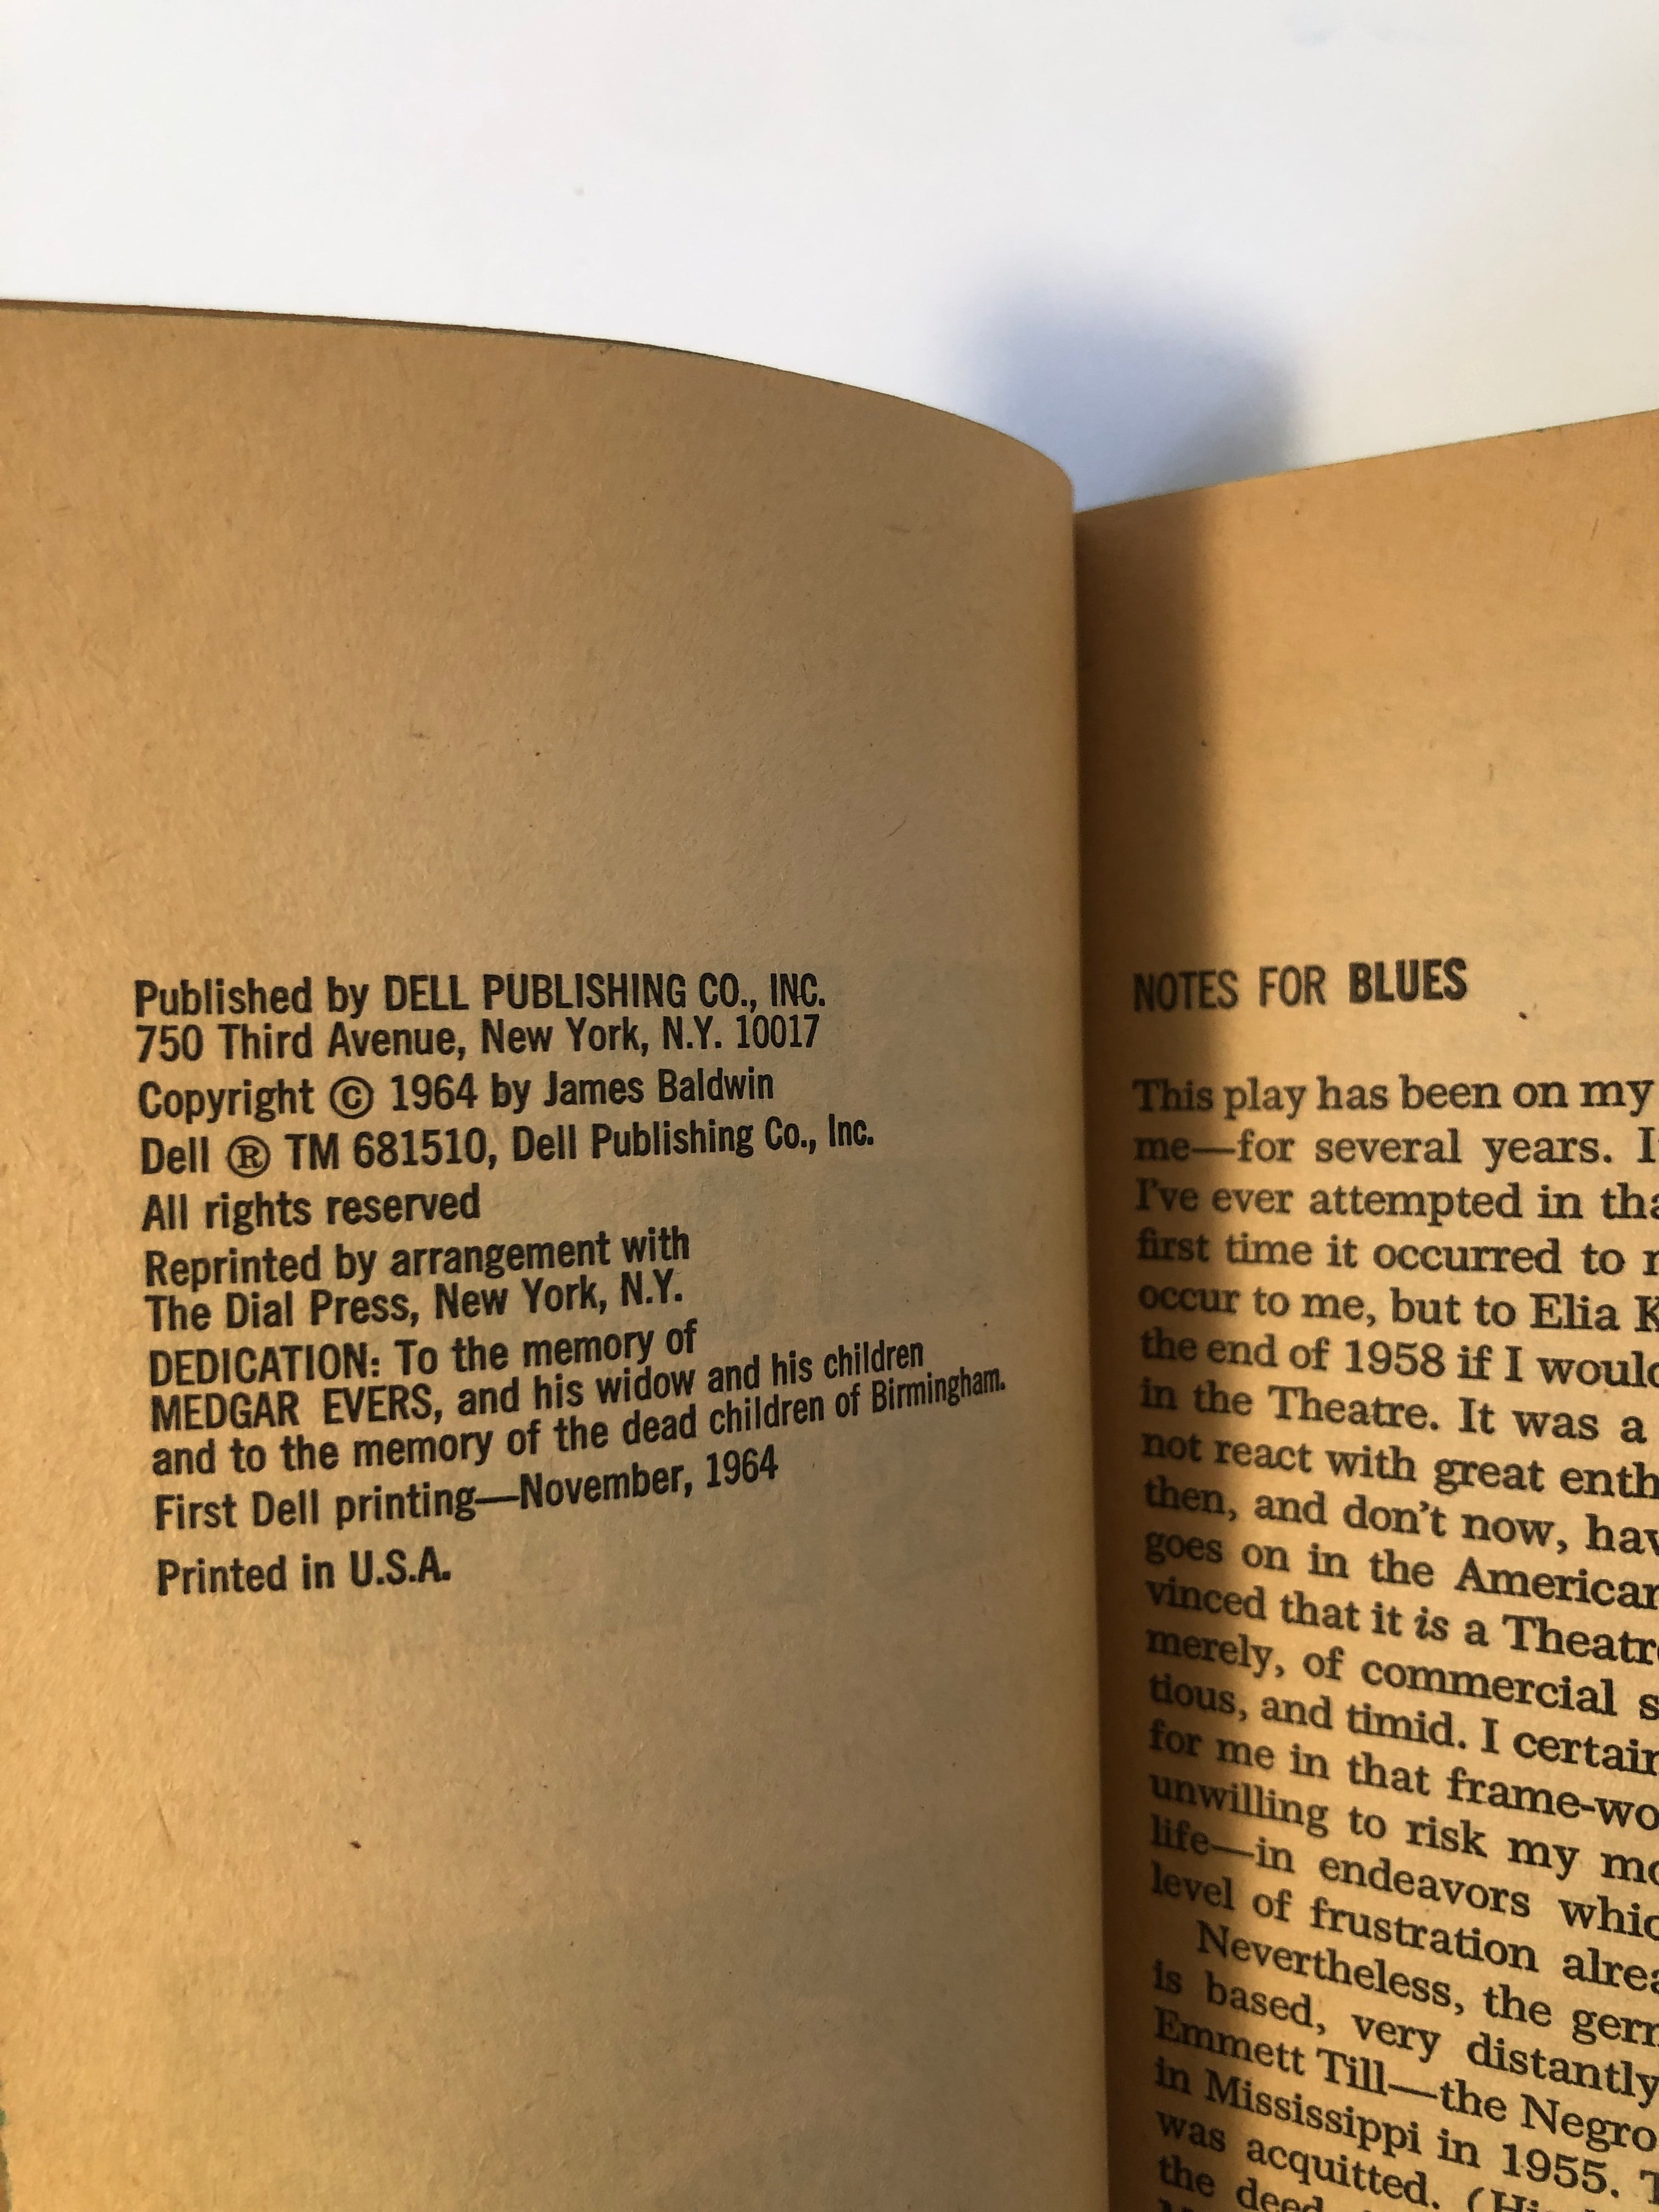 Published by DELL PUBLISHING CO., INC.
750 Third Avenue, New York, N.Y. 10017
Copyright © 1964 by James Baldwin
Dell ® TM 681510, Dell Publishing Co., Inc.
All rights reserved
Reprinted by arrangement with
The Dial Press, New York, N.Y.
DEDICATION: To the memory of
MEDGAR EVERS, and his widow and his children
and to the memory of the dead children of Birmingham.
First Dell printing—November, 1964
Printed in U.S.A.
NOTES FOR BLUES
This play has been on my
me—for several years. I
I've ever attempted in
first time it occurred to
occur to me, but to Elia
the end of 1958 if I
in the Theatre. It was a
not react with great
then, and don't now,
goes on in the
vinced that it is a
merely, of commercial
tious, and timid. I
for me in that
unwilling to risk my
life—in endeavors
level of frustration
Nevertheless, the
is based, very distantly
Emmett Till—the Negro
in Mississippi in 1955.
was acquitted.
the